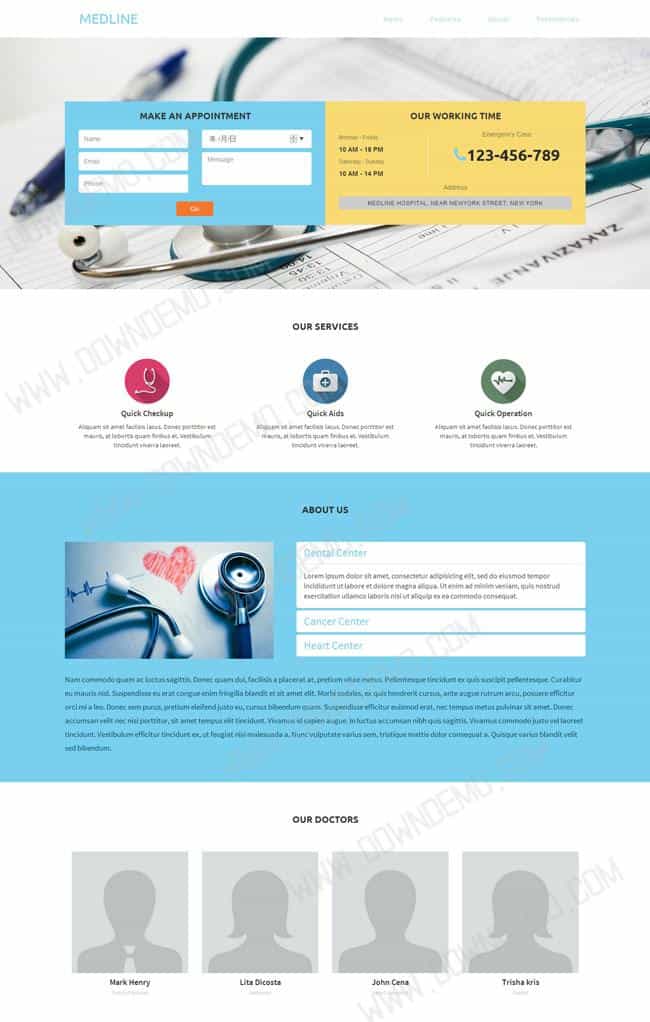 MEDLINE
Home Features About Testimonials
MAKE AN APPOINTMENT
Name
年 /月/日
Email
Message
Phone
Go
OUR WORKING TIME
Monday - Friday
10 AM - 18 PM
Saturday - Sunday
10 AM - 14 PM
Emergency Case
123-456-789
Address
MEDLINE HOSPITAL, NEAR NEWYORK STREET, NEW YORK
ZAKAZIVANJE
OUR SERVICES
Quick Checkup
Aliquam sit amet facilisis lacus. Donec porttitor est
mauris, at lobortis quam finibus et. Vestibulum
tincidunt viverra laoreet.
Quick Aids
Aliquam sit amet facilisis lacus. Donec porttitor est
mauris, at lobortis quam finibus et. Vestibulum
tincidunt viverra laoreet.
Quick Operation
Aliquam sit amet facilisis lacus. Donec porttitor est
mauris, at lobortis quam finibus et. Vestibulum
tincidunt viverra laoreet.
ABOUT US
Dental Center
Lorem ipsum dolor sit amet, consectetur adipisicing elit, sed do eiusmod tempor
incididunt ut labore et dolore magna aliqua. Ut enim ad minim veniam, quis nostrud
exercitation ullamco laboris nisi ut aliquip ex ea commodo consequat.
Cancer Center
Heart Center
Nam commodo quam ac luctus sagittis. Donec quam dui, facilisis a placerat at, pretium vitae metus. Pellentesque tincidunt ex quis suscipit pellentesque. Curabitur
eu mauris nisl. Suspendisse eu erat congue enim fringilla blandit et sit amet elit. Morbi sodales, ex quis hendrerit cursus, ante augue rutrum arcu, posuere efficitur
orci mi a leo. Donec sem purus, pretium eleifend justo eu, cursus bibendum quam. Suspendisse efficitur euismod erat, nec tempus metus pulvinar sit amet. Donec
accumsan velit nec nisi porttitor, sit amet tempus elit tincidunt. Vivamus id sapien augue. In luctus accumsan nibh quis sagittis. Vivamus commodo justo vel laoreet
tincidunt. Vestibulum efficitur tincidunt ex, ut feugiat nisi malesuada a. Nunc vulputate varius sem, tristique mattis dolor consequat a. Quisque varius blandit velit
sed bibendum.
OUR DOCTORS
Mark Henry
Lita Dicosta
John Cena
Trisha kris
WWW.DOWNDEMO.COM